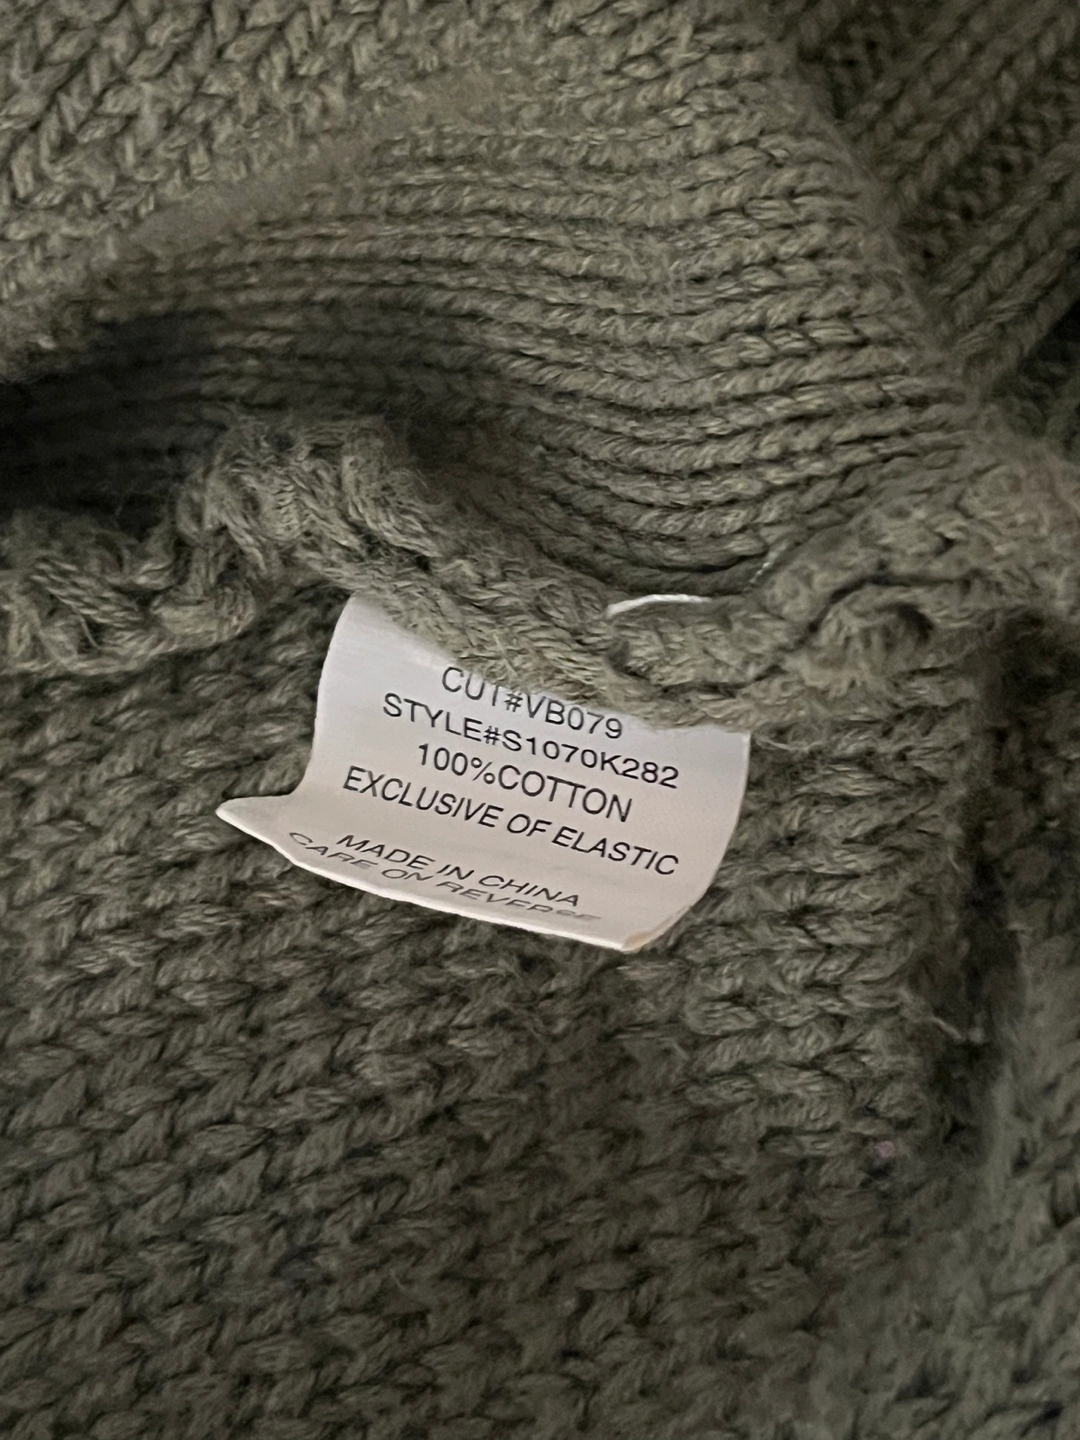 CUT#VB079
STYLE#S1070K282
100%COTTON
EXCLUSIVE OF ELASTIC
MADE IN CHINA
CARE ON REVERSE